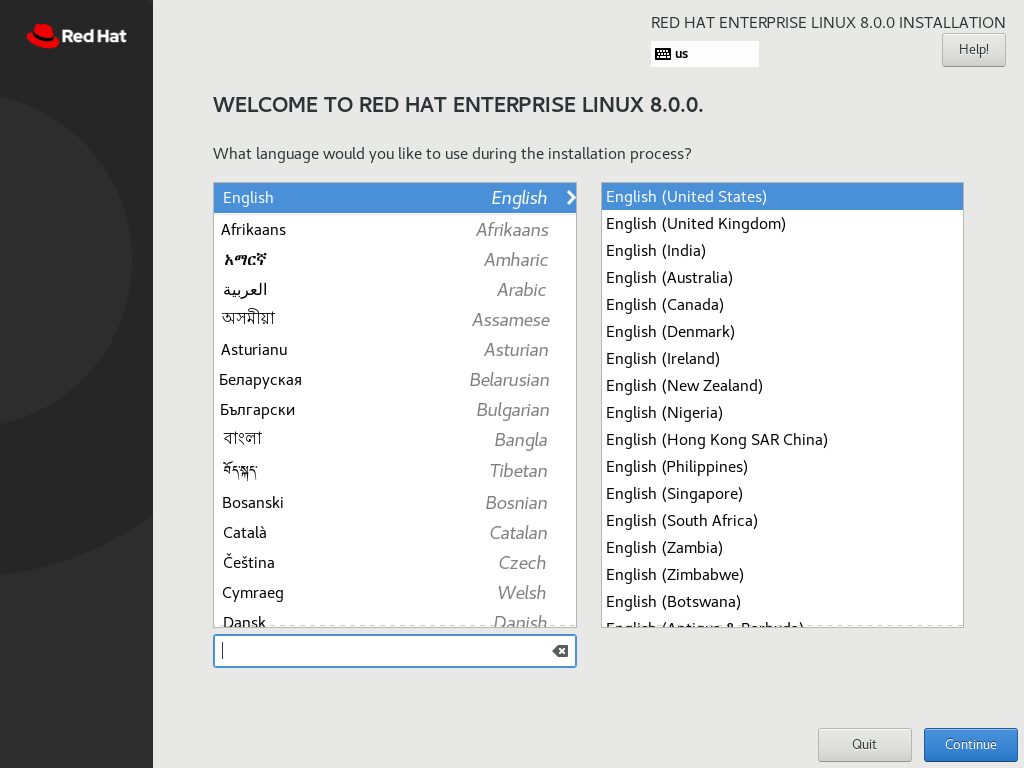 Red Hat
RED HAT ENTERPRISE LINUX 8.0.0 INSTALLATION
us
Help!
WELCOME TO RED HAT ENTERPRISE LINUX 8.0.0.
What language would you like to use during the installation process?
English English
Afrikaans Afrikaans
አማርኛ Amharic
العربية Arabic
অসমীয়া Assamese
Asturianu Asturian
Беларуская Belarusian
Български Bulgarian
বাংলা Bangla
བོད་སྐད་ Tibetan
Bosanski Bosnian
Català Catalan
Čeština Czech
Cymraeg Welsh
Dansk Danish
English (United States)
English (United Kingdom)
English (India)
English (Australia)
English (Canada)
English (Denmark)
English (Ireland)
English (New Zealand)
English (Nigeria)
English (Hong Kong SAR China)
English (Philippines)
English (Singapore)
English (South Africa)
English (Zambia)
English (Zimbabwe)
English (Botswana)
English (Antigua & Barbuda)
Quit
Continue